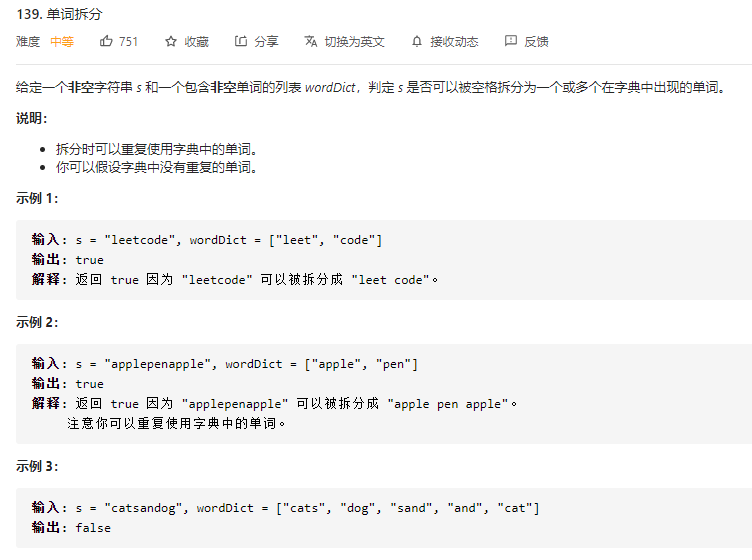 139. 单词拆分
难度 中等 751 收藏 分享 切换为英文 接收动态 反馈
给定一个非空字符串 s 和一个包含非空单词的列表 wordDict，判定 s 是否可以被空格拆分为一个或多个在字典中出现的单词。
说明：
• 拆分时可以重复使用字典中的单词。
• 你可以假设字典中没有重复的单词。
示例 1：
输入: s = "leetcode", wordDict = ["leet", "code"]
输出: true
解释: 返回 true 因为 "leetcode" 可以被拆分成 "leet code"。
示例 2：
输入: s = "applepenapple", wordDict = ["apple", "pen"]
输出: true
解释: 返回 true 因为 "applepenapple" 可以被拆分成 "apple pen apple"。
注意你可以重复使用字典中的单词。
示例 3：
输入: s = "catsandog", wordDict = ["cats", "dog", "sand", "and", "cat"]
输出: false